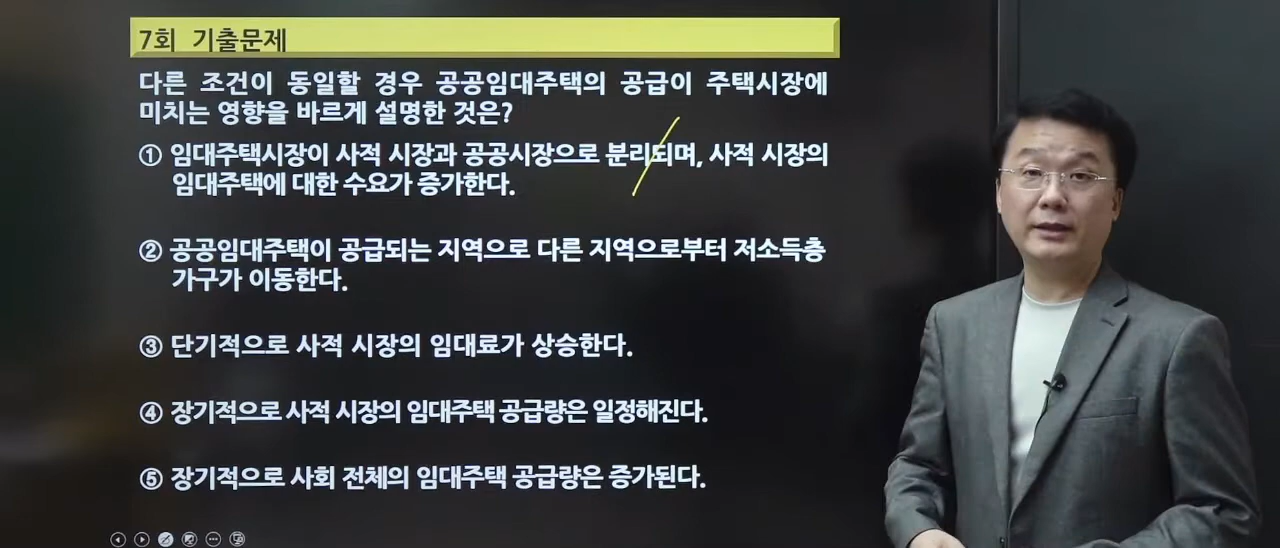 7회 기출문제
다른 조건이 동일할 경우 공공임대주택의 공급이 주택시장에
미치는 영향을 바르게 설명한 것은?
① 임대주택시장이 사적 시장과 공공시장으로 분리되며, 사적 시장의
임대주택에 대한 수요가 증가한다.
② 공공임대주택이 공급되는 지역으로 다른 지역으로부터 저소득층
가구가 이동한다.
③ 단기적으로 사적 시장의 임대료가 상승한다.
④ 장기적으로 사적 시장의 임대주택 공급량은 일정해진다.
⑤ 장기적으로 사회 전체의 임대주택 공급량은 증가된다.